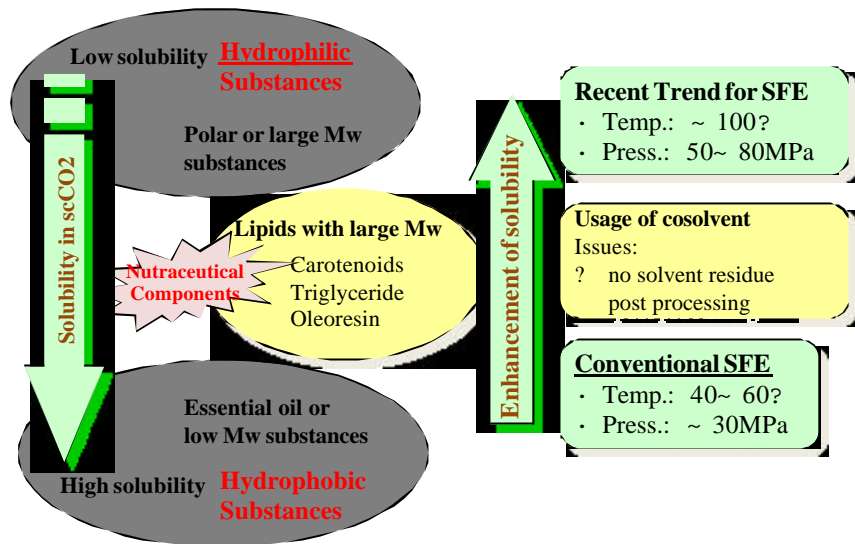 Low solubility Hydrophilic
Substances
Polar or large Mw
substances
Solubility in scCO2
Nutraceutical
Components
Lipids with large Mw
Carotenoids
Triglyceride
Oleoresin
Essential oil or
low Mw substances
High solubility Hydrophobic
Substances
Enhancement of solubility
Recent Trend for SFE
· Temp.: ~ 100?
· Press.: 50~ 80MPa
Usage of cosolvent
Issues:
? no solvent residue
post processing
Conventional SFE
· Temp.: 40~ 60?
· Press.: ~ 30MPa